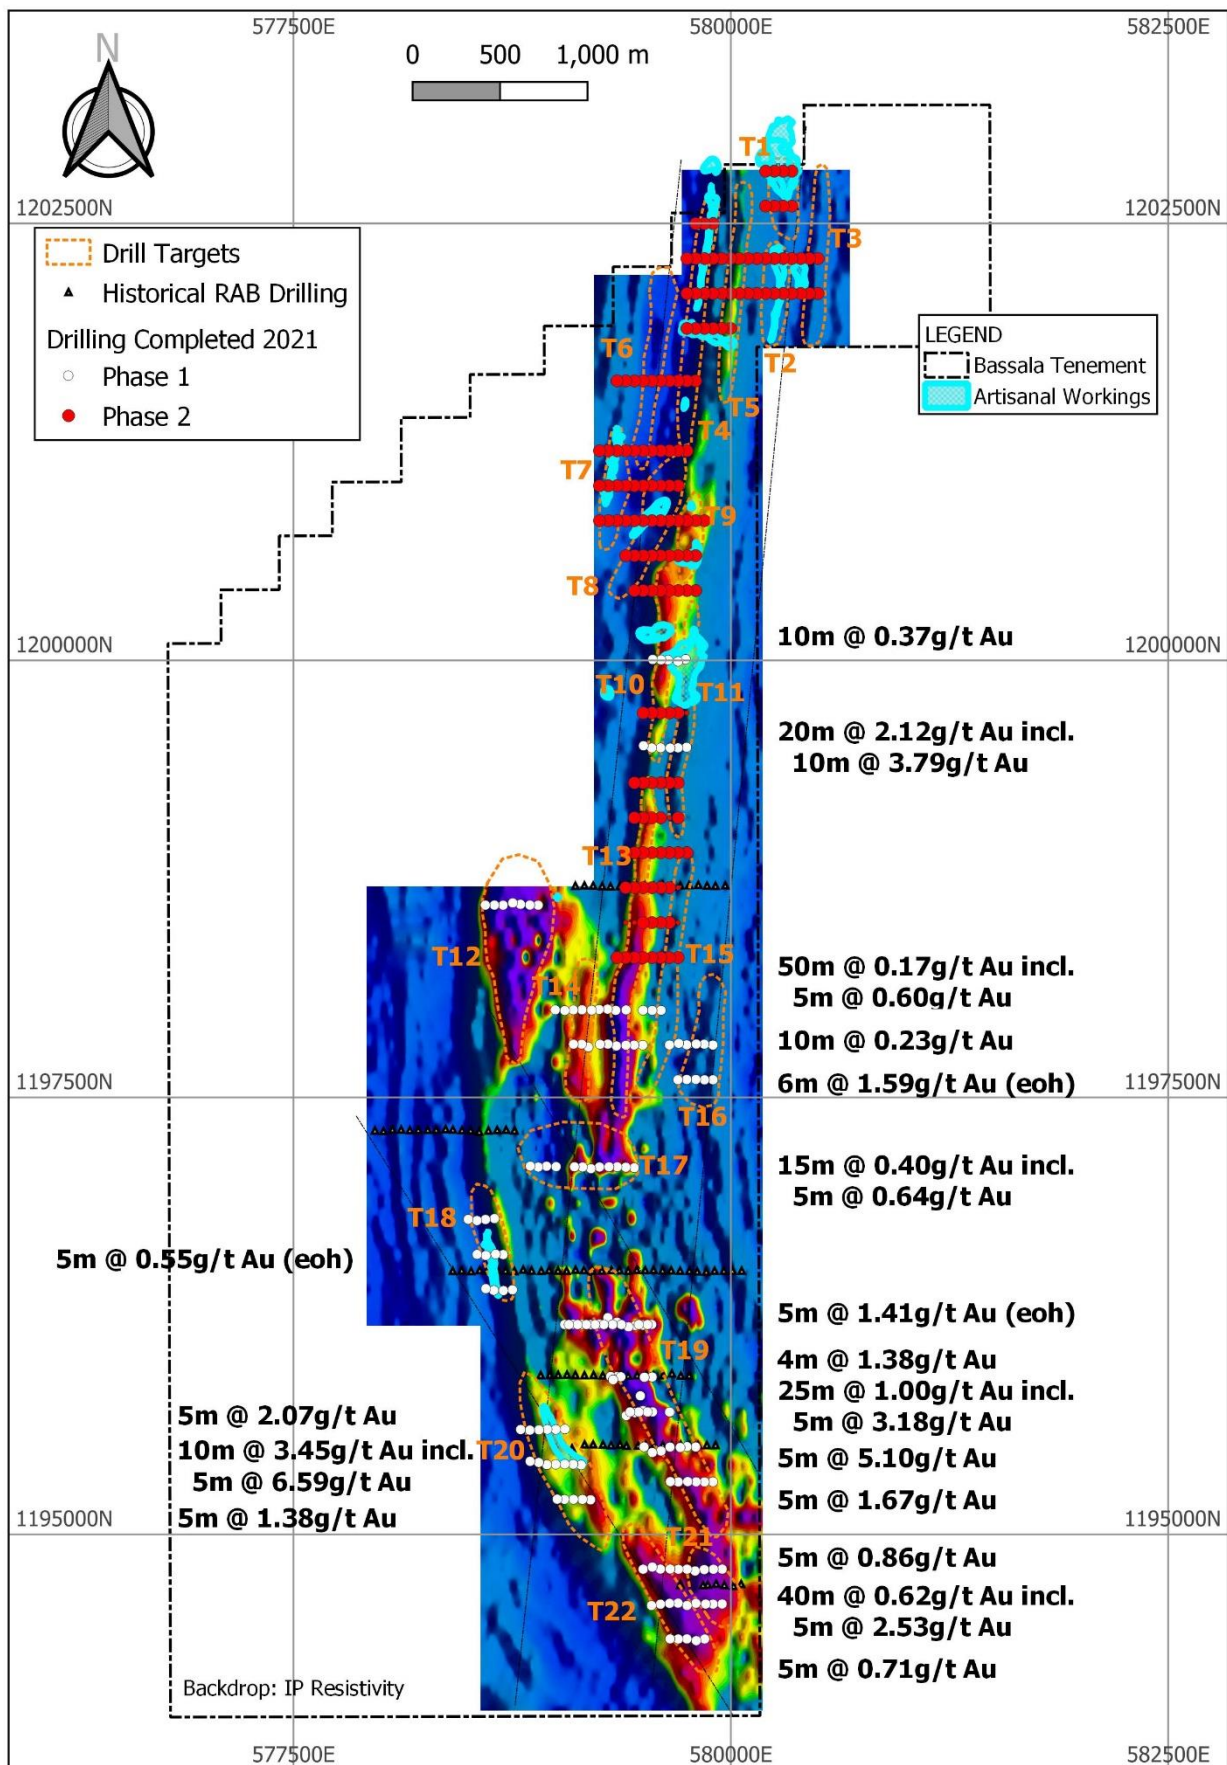 577500E 580000E 582500E
N
0 500 1,000 m
T1
1202500N 1202500N
Drill Targets
Historical RAB Drilling
Drilling Completed 2021
Phase 1
Phase 2
T3
LEGEND
Bassala Tenement
Artisanal Workings
T6
T2
T5
T4
T7
T9
T8
10m @ 0.37g/t Au
1200000N 1200000N
T10
T11
20m @ 2.12g/t Au incl.
10m @ 3.79g/t Au
T13
T12
T15
T14
50m @ 0.17g/t Au incl.
5m @ 0.60g/t Au
10m @ 0.23g/t Au
6m @ 1.59g/t Au (eoh)
1197500N 1197500N
T16
T17
15m @ 0.40g/t Au incl.
5m @ 0.64g/t Au
T18
5m @ 0.55g/t Au (eoh)
5m @ 1.41g/t Au (eoh)
T19
4m @ 1.38g/t Au
25m @ 1.00g/t Au incl.
5m @ 3.18g/t Au
5m @ 5.10g/t Au
5m @ 1.67g/t Au
5m @ 2.07g/t Au
10m @ 3.45g/t Au incl.
T20
5m @ 6.59g/t Au
5m @ 1.38g/t Au
1195000N 1195000N
T21
5m @ 0.86g/t Au
40m @ 0.62g/t Au incl.
5m @ 2.53g/t Au
T22
5m @ 0.71g/t Au
Backdrop: IP Resistivity
577500E 580000E 582500E